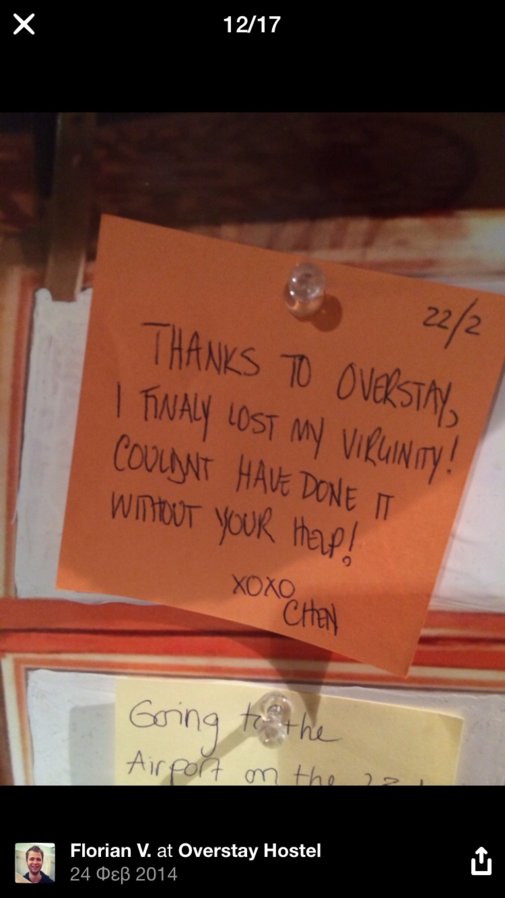 12/17
22/2
THANKS TO OVERSTAY,
I FINALY LOST MY VIRGINITY!
COULDNT HAVE DONE IT
WITHOUT YOUR HELP!
XOXO
CHEN
Going to the
Airport on the
Florian V. at Overstay Hostel
24 Φεβ 2014